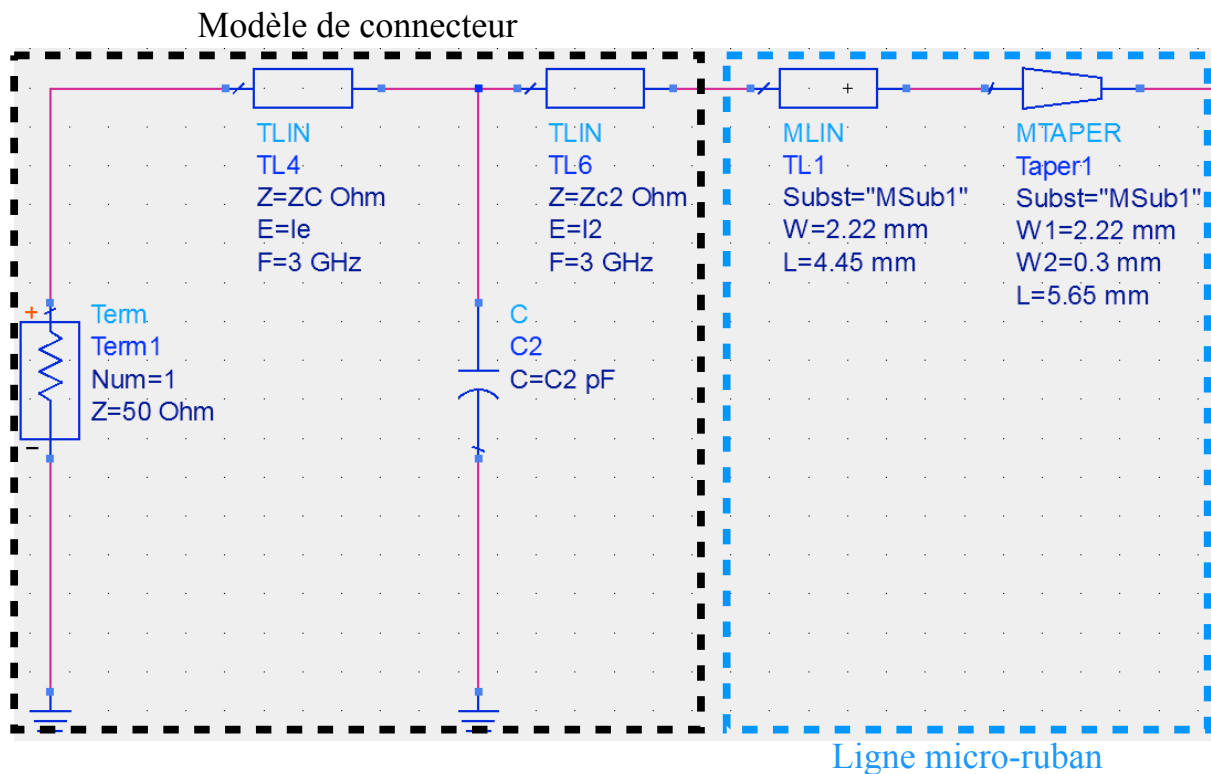 Modèle de connecteur
TLIN
TL4
Z=ZC Ohm
E=le
F=3 GHz
TLIN
TL6
Z=Zc2 Ohm
E=l2
F=3 GHz
MLIN
TL1
Subst="MSub1"
W=2.22 mm
L=4.45 mm
MTAPER
Taper1
Subst="MSub1"
W1=2.22 mm
W2=0.3 mm
L=5.65 mm
+
Term
Term1
Num=1
Z=50 Ohm
−
C
C2
C=C2 pF
Ligne micro-ruban